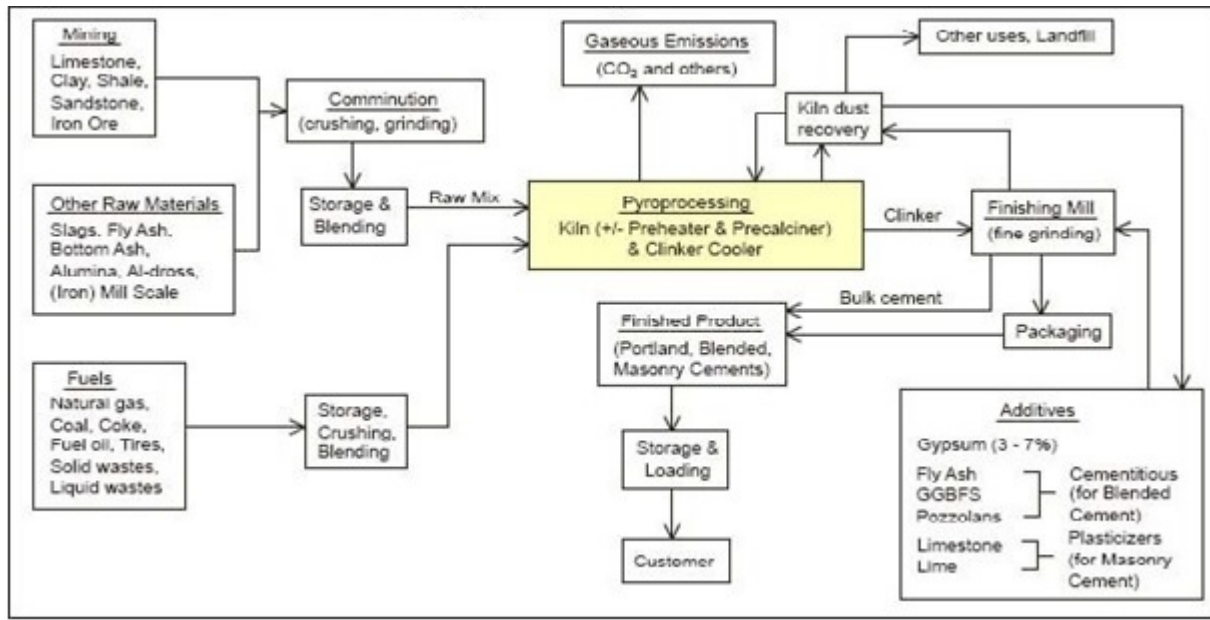 Mining
Limestone,
Clay, Shale,
Sandstone,
Iron Ore
Comminution
(crushing, grinding)
Storage &
Blending
Raw Mix
Other Raw Materials
Slags, Fly Ash,
Bottom Ash,
Alumina, Al-dross,
(Iron) Mill Scale
Fuels
Natural gas,
Coal, Coke,
Fuel oil, Tires,
Solid wastes,
Liquid wastes
Storage,
Crushing,
Blending
Gaseous Emissions
(CO₂ and others)
Other uses, Landfill
Kiln dust
recovery
Pyroprocessing
Kiln (+/- Preheater & Precalciner)
& Clinker Cooler
Clinker
Finishing Mill
(fine grinding)
Bulk cement
Packaging
Finished Product
(Portland, Blended,
Masonry Cements)
Storage &
Loading
Customer
Additives
Gypsum (3 - 7%)
Fly Ash
GGBFS
Pozzolans
Cementitious
(for Blended
Cement)
Limestone
Lime
Plasticizers
(for Masonry
Cement)